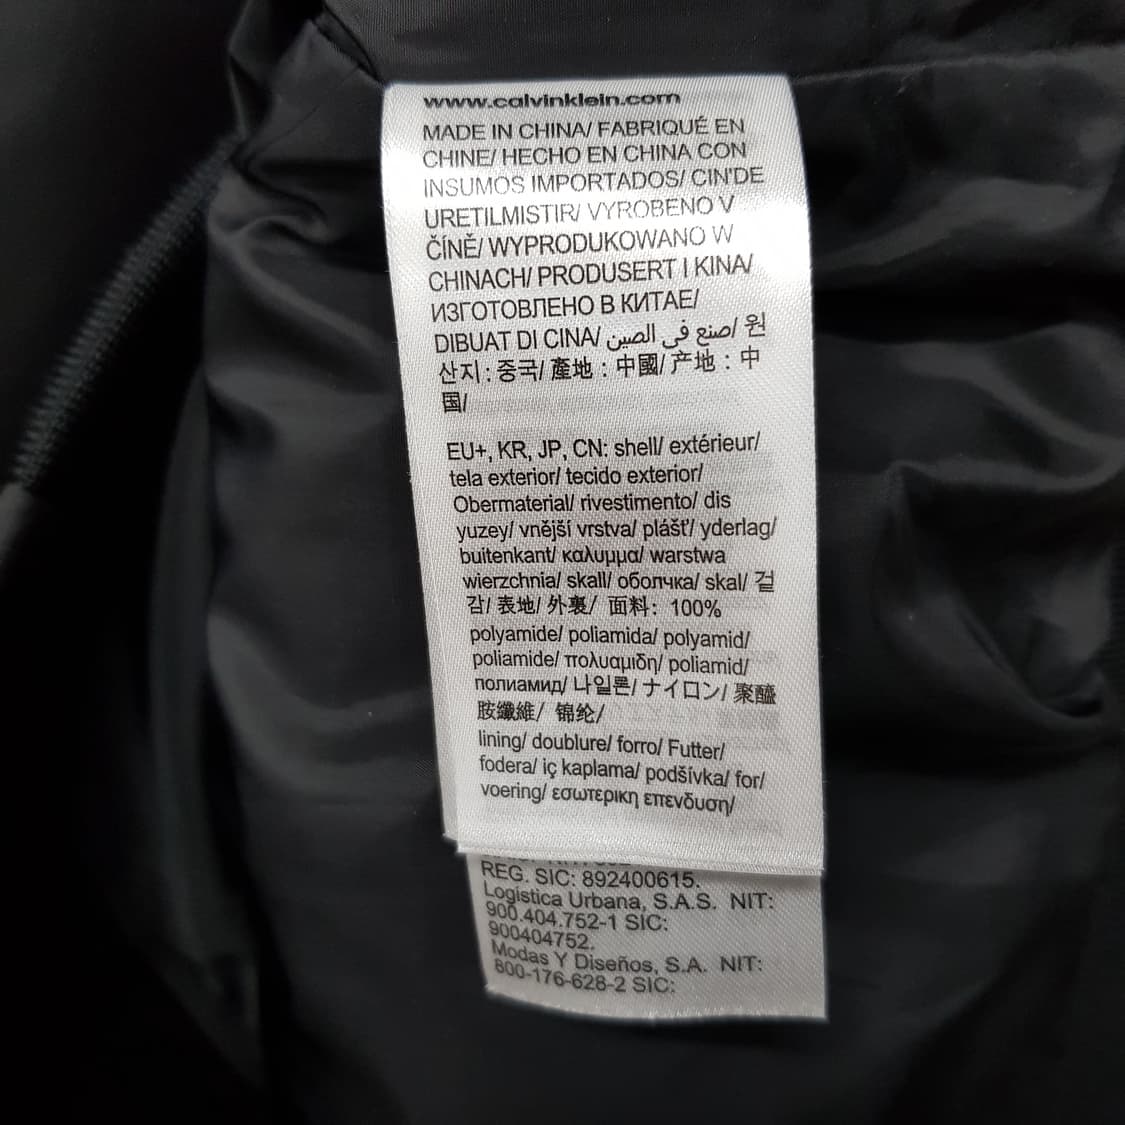 www.calvinklein.com
MADE IN CHINA/ FABRIQUÉ EN
CHINE/ HECHO EN CHINA CON
INSUMOS IMPORTADOS/ CIN'DE
URETILMISTIR/ VYROBENO V
ČÍNĚ/ WYPRODUKOWANO W
CHINACH/ PRODUSERT I KINA/
ИЗГОТОВЛЕНО В КИТАЕ/
DIBUAT DI CINA/ صنع في الصين/ 원
산지 : 중국/ 產地 : 中國/ 产地 : 中
国/
EU+, KR, JP, CN: shell/ extérieur/
tela exterior/ tecido exterior/
Obermaterial/ rivestimento/ dis
yuzey/ vnější vrstva/ plášť/ yderlag/
buitenkant/ καλυμμα/ warstwa
wierzchnia/ skall/ оболчка/ skal/ 겉
감/ 表地/ 外裏/ 面料: 100%
polyamide/ poliamida/ polyamid/
poliamide/ πολυαμιδη/ poliamid/
полиамид/ 나일론/ ナイロン/ 聚醯
胺纖維/ 锦纶/
lining/ doublure/ forro/ Futter/
fodera/ iç kaplama/ podšívka/ for/
voering/ εσωτερικη επενδυση/
REG. SIC: 892400615.
Logistica Urbana, S.A.S. NIT:
900.404.752-1 SIC:
900404752.
Modas Y Diseños, S.A. NIT:
800-176-628-2 SIC: